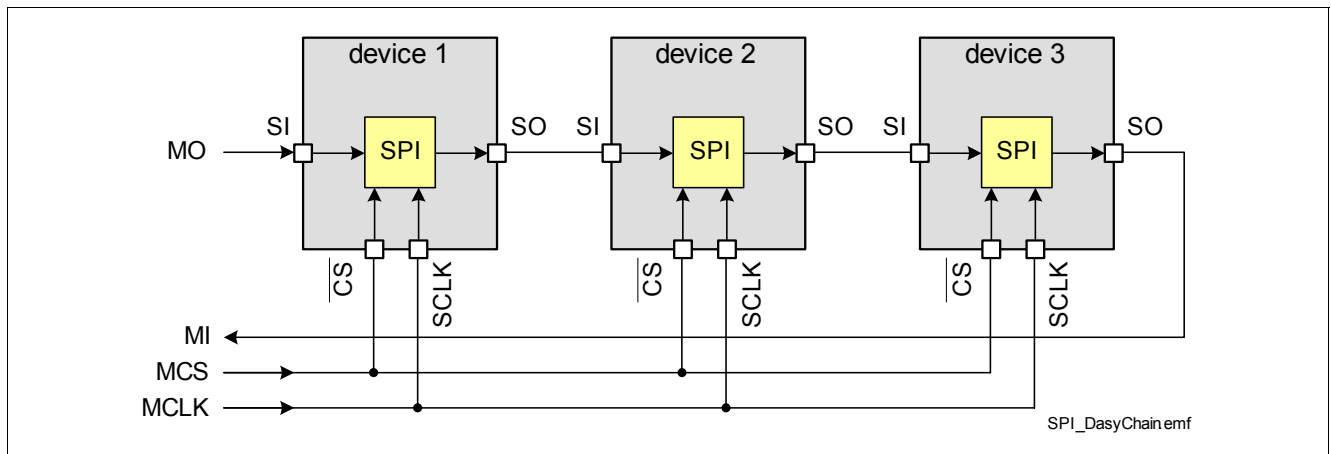 device 1
device 2
device 3
SI
SO
SI
SO
SI
SO
MO
SPI
SPI
SPI
CS
SCLK
CS
SCLK
CS
SCLK
MI
MCS
MCLK
SPI_DasyChain.emf